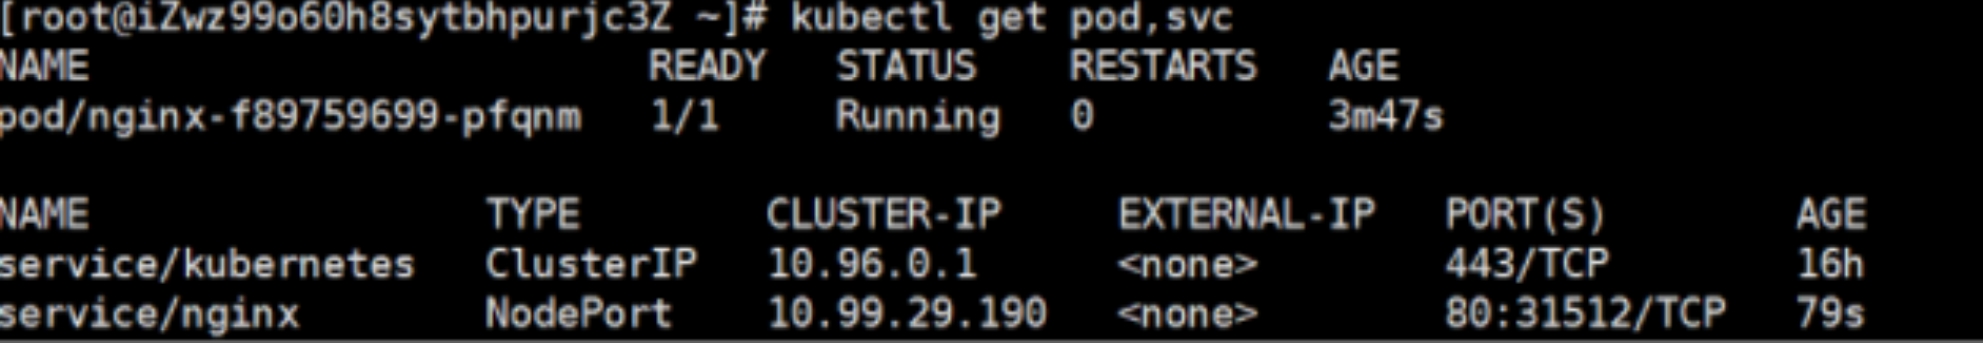 [root@iZwz99o60h8sytbhpurjc3Z ~]# kubectl get pod,svc
NAME READY STATUS RESTARTS AGE
pod/nginx-f89759699-pfqnm 1/1 Running 0 3m47s
NAME TYPE CLUSTER-IP EXTERNAL-IP PORT(S) AGE
service/kubernetes ClusterIP 10.96.0.1 <none> 443/TCP 16h
service/nginx NodePort 10.99.29.190 <none> 80:31512/TCP 79s